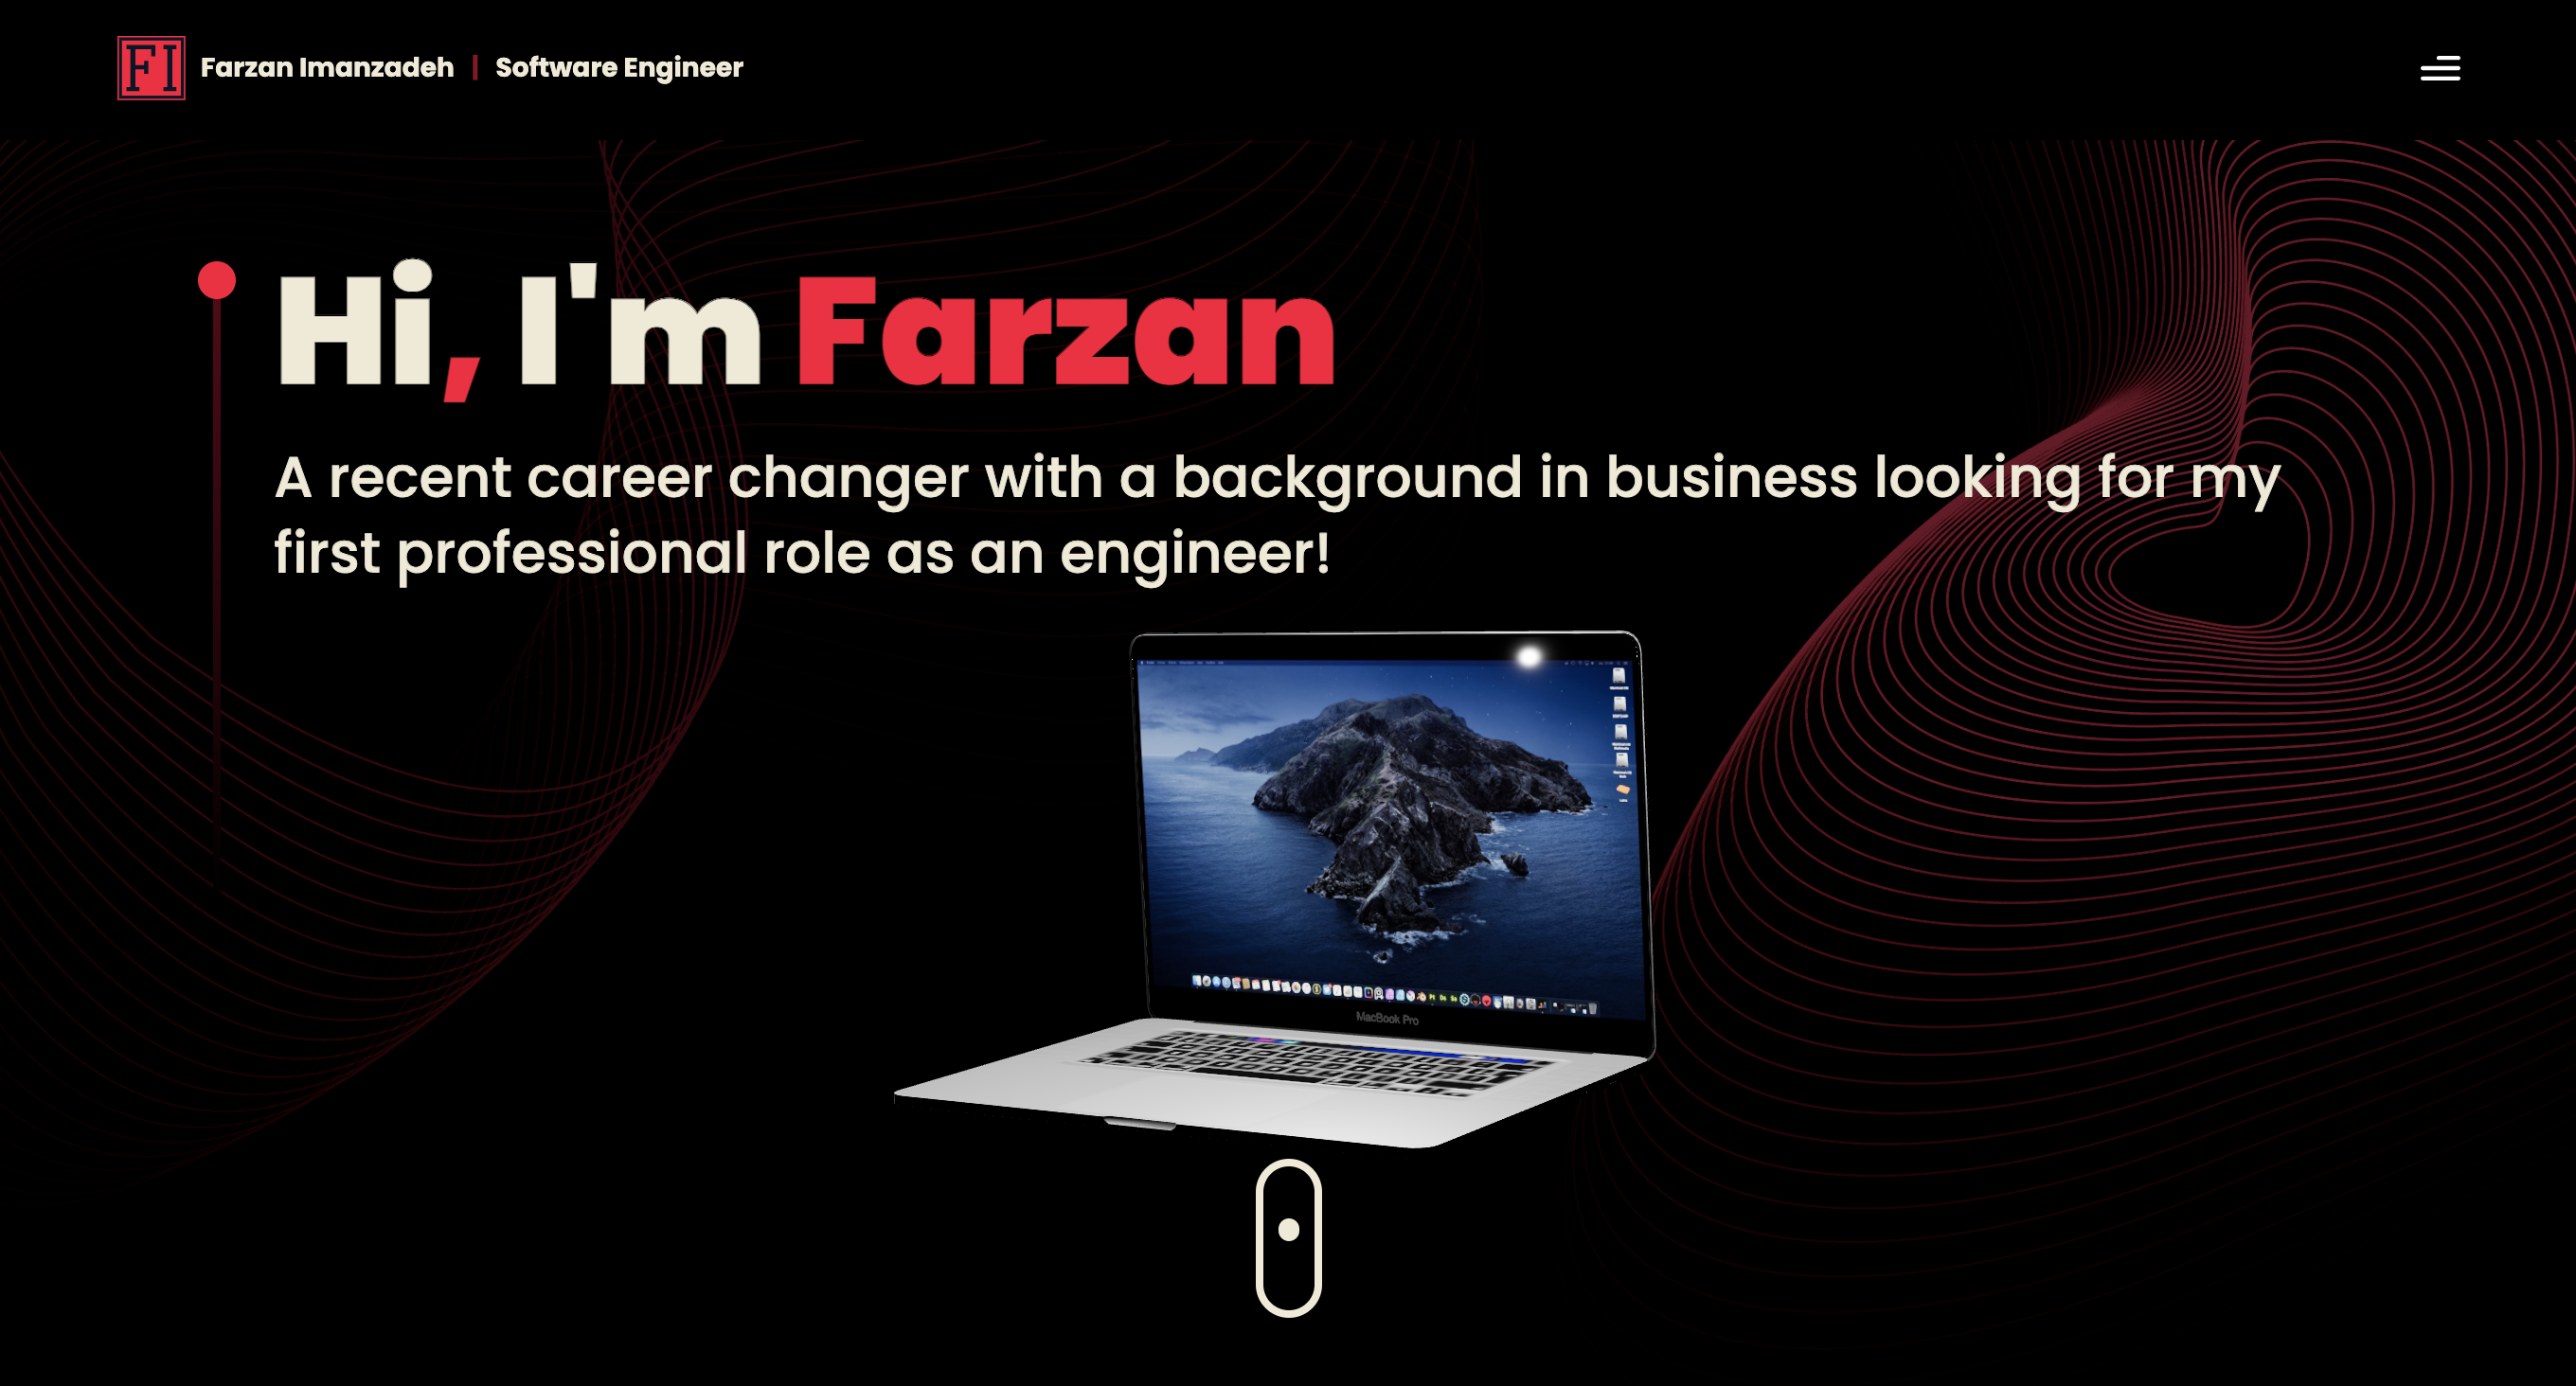 FI
Farzan Imanzadeh | Software Engineer
Hi, I'm Farzan
A recent career changer with a background in business looking for my
first professional role as an engineer!
MacBook Pro